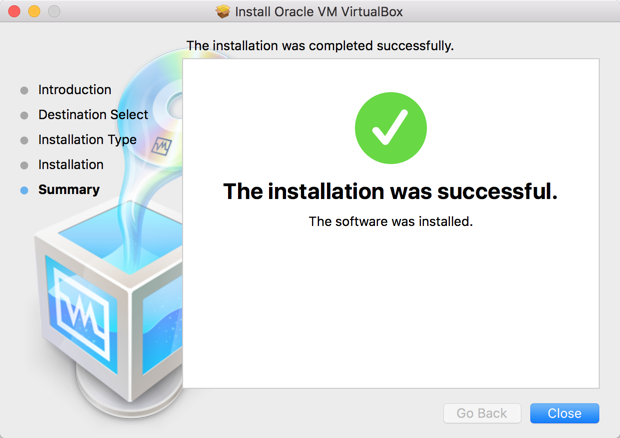 Install Oracle VM VirtualBox
The installation was completed successfully.
Introduction
Destination Select
Installation Type
Installation
Summary
The installation was successful.
The software was installed.
Go Back
Close